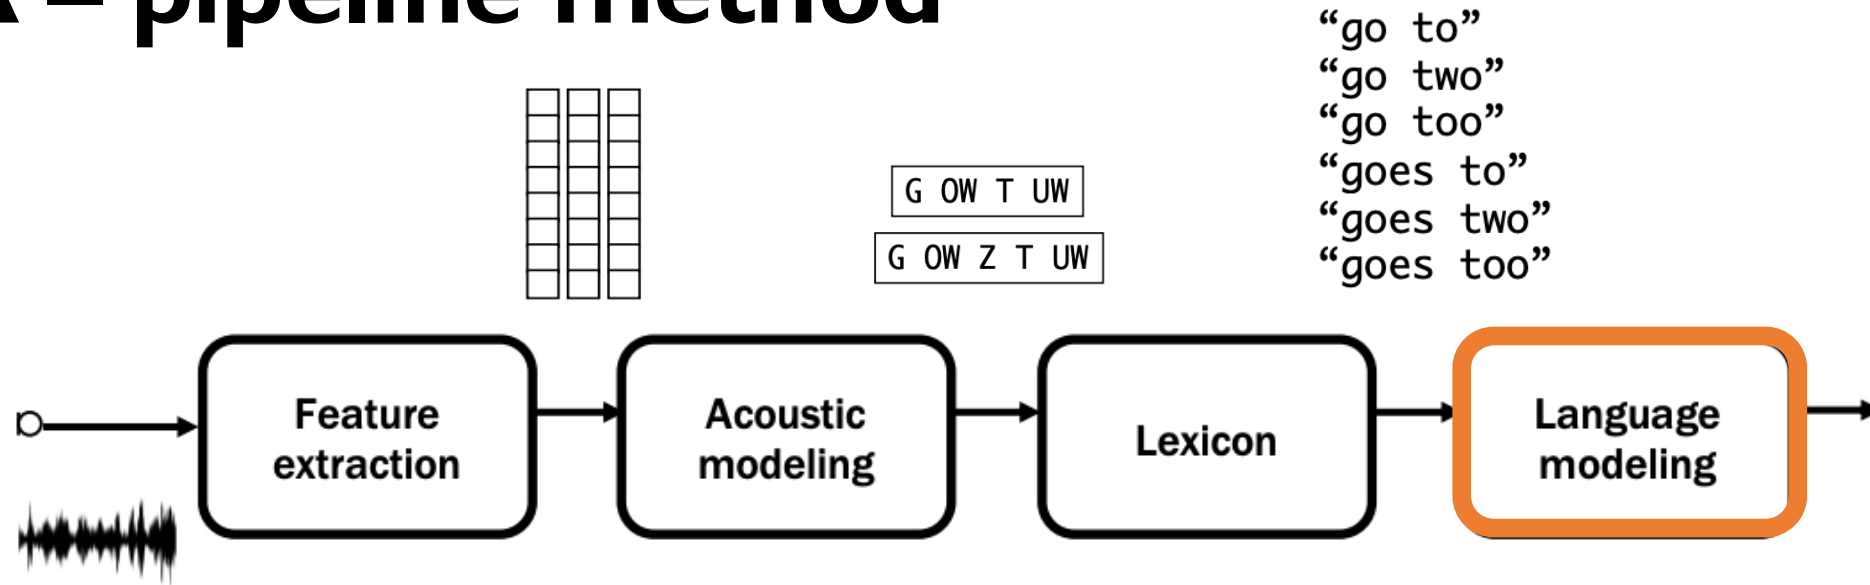 – pipeline method
“go to”
“go two”
“go too”
“goes to”
“goes two”
“goes too”
G OW T UW
G OW Z T UW
Feature
extraction
Acoustic
modeling
Lexicon
Language
modeling